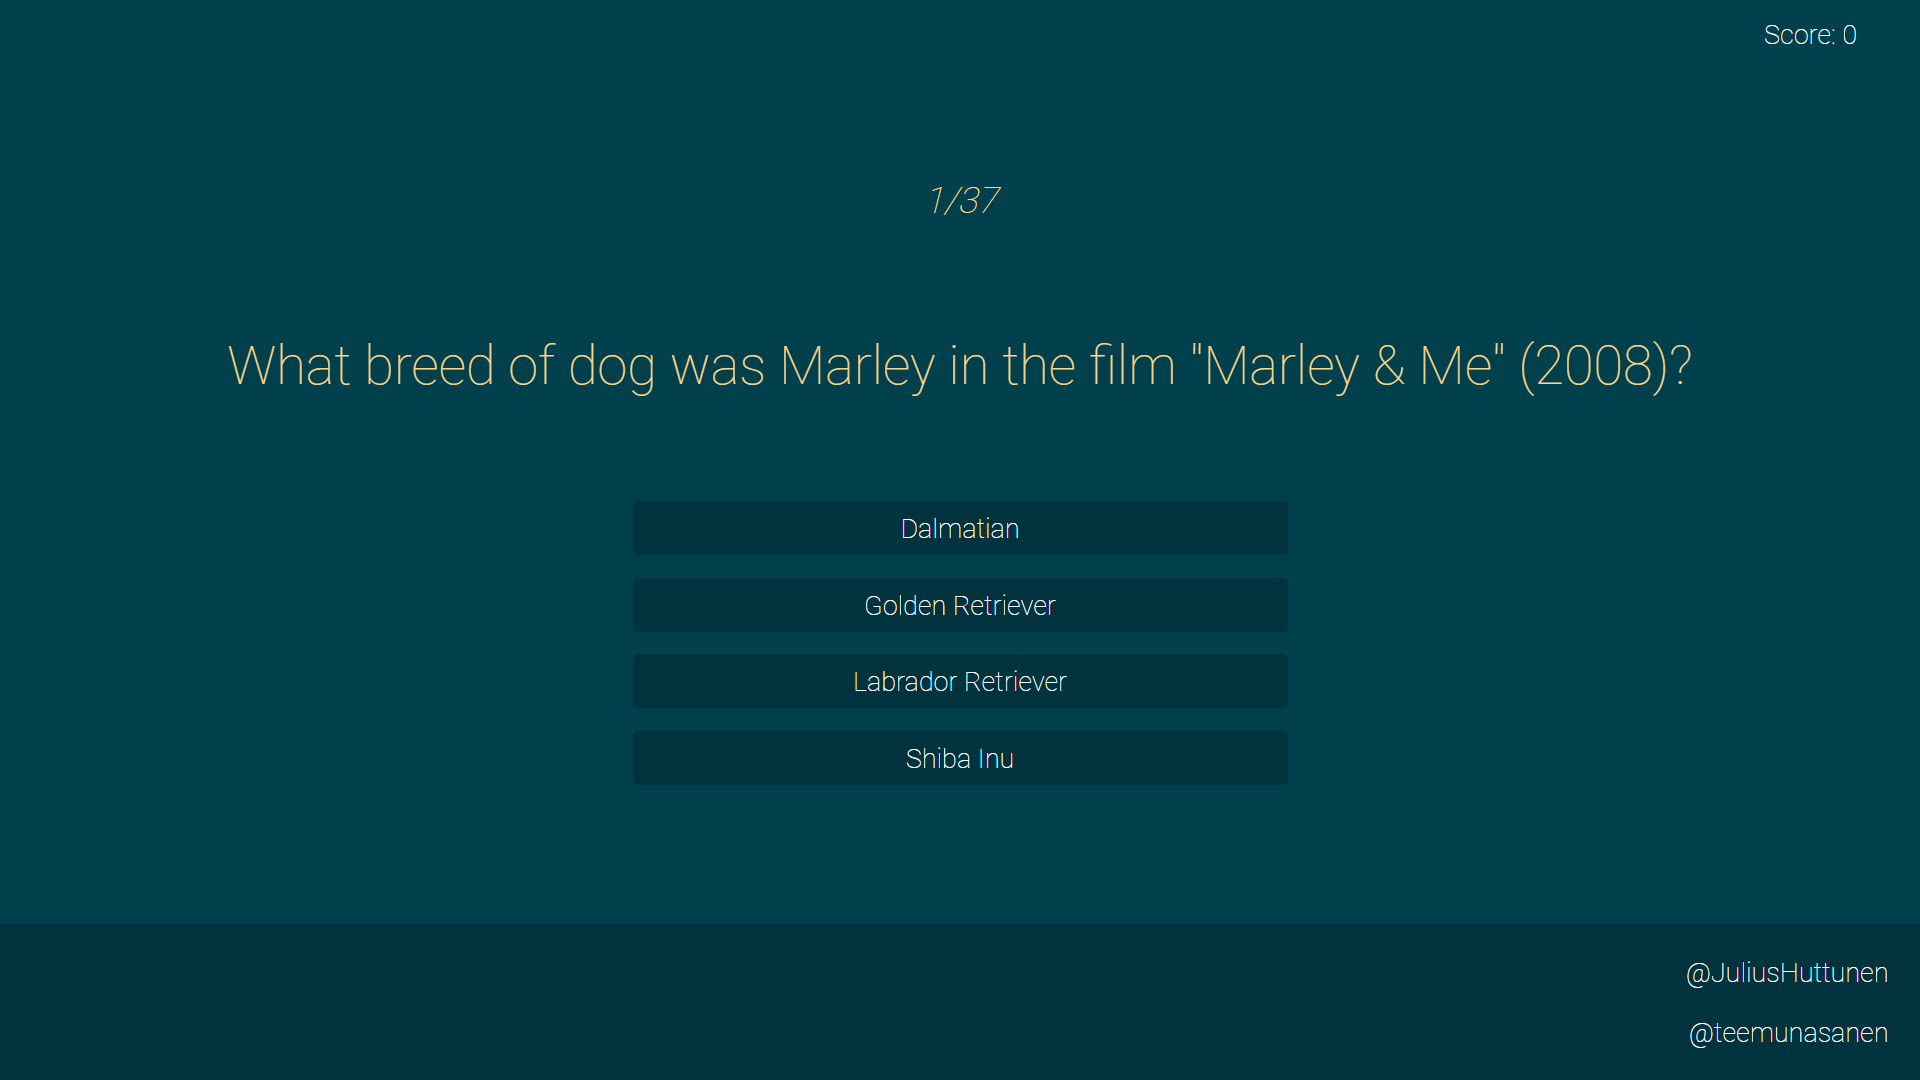 Score: 0
1/37
What breed of dog was Marley in the film "Marley & Me" (2008)?
Dalmatian
Golden Retriever
Labrador Retriever
Shiba Inu
@JuliusHuttunen
@teemunasanen